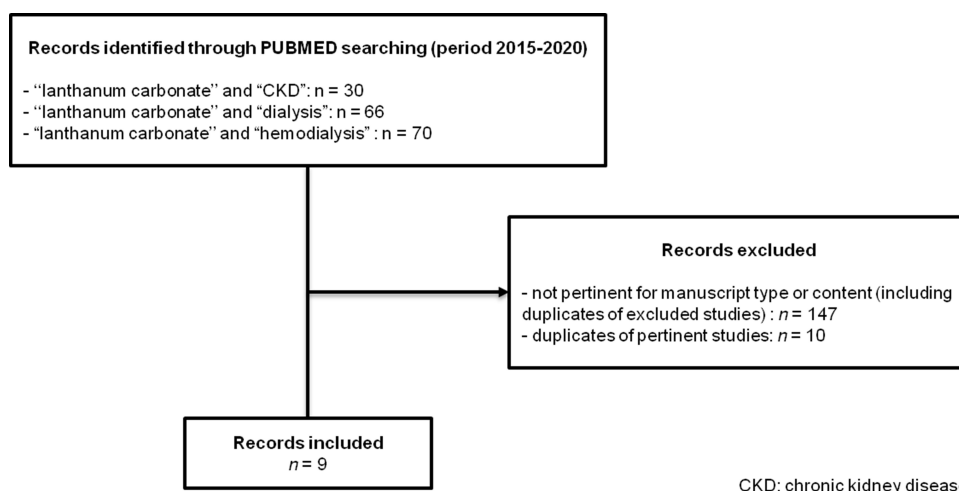 Records identified through PUBMED searching (period 2015-2020)
- ‘‘lanthanum carbonate’’ and “CKD”: n = 30
- ‘‘lanthanum carbonate’’ and “dialysis”: n = 66
- “lanthanum carbonate’’ and “hemodialysis” : n = 70
Records excluded
- not pertinent for manuscript type or content (including
duplicates of excluded studies) : n = 147
- duplicates of pertinent studies: n = 10
Records included
n = 9
CKD: chronic kidney diseas